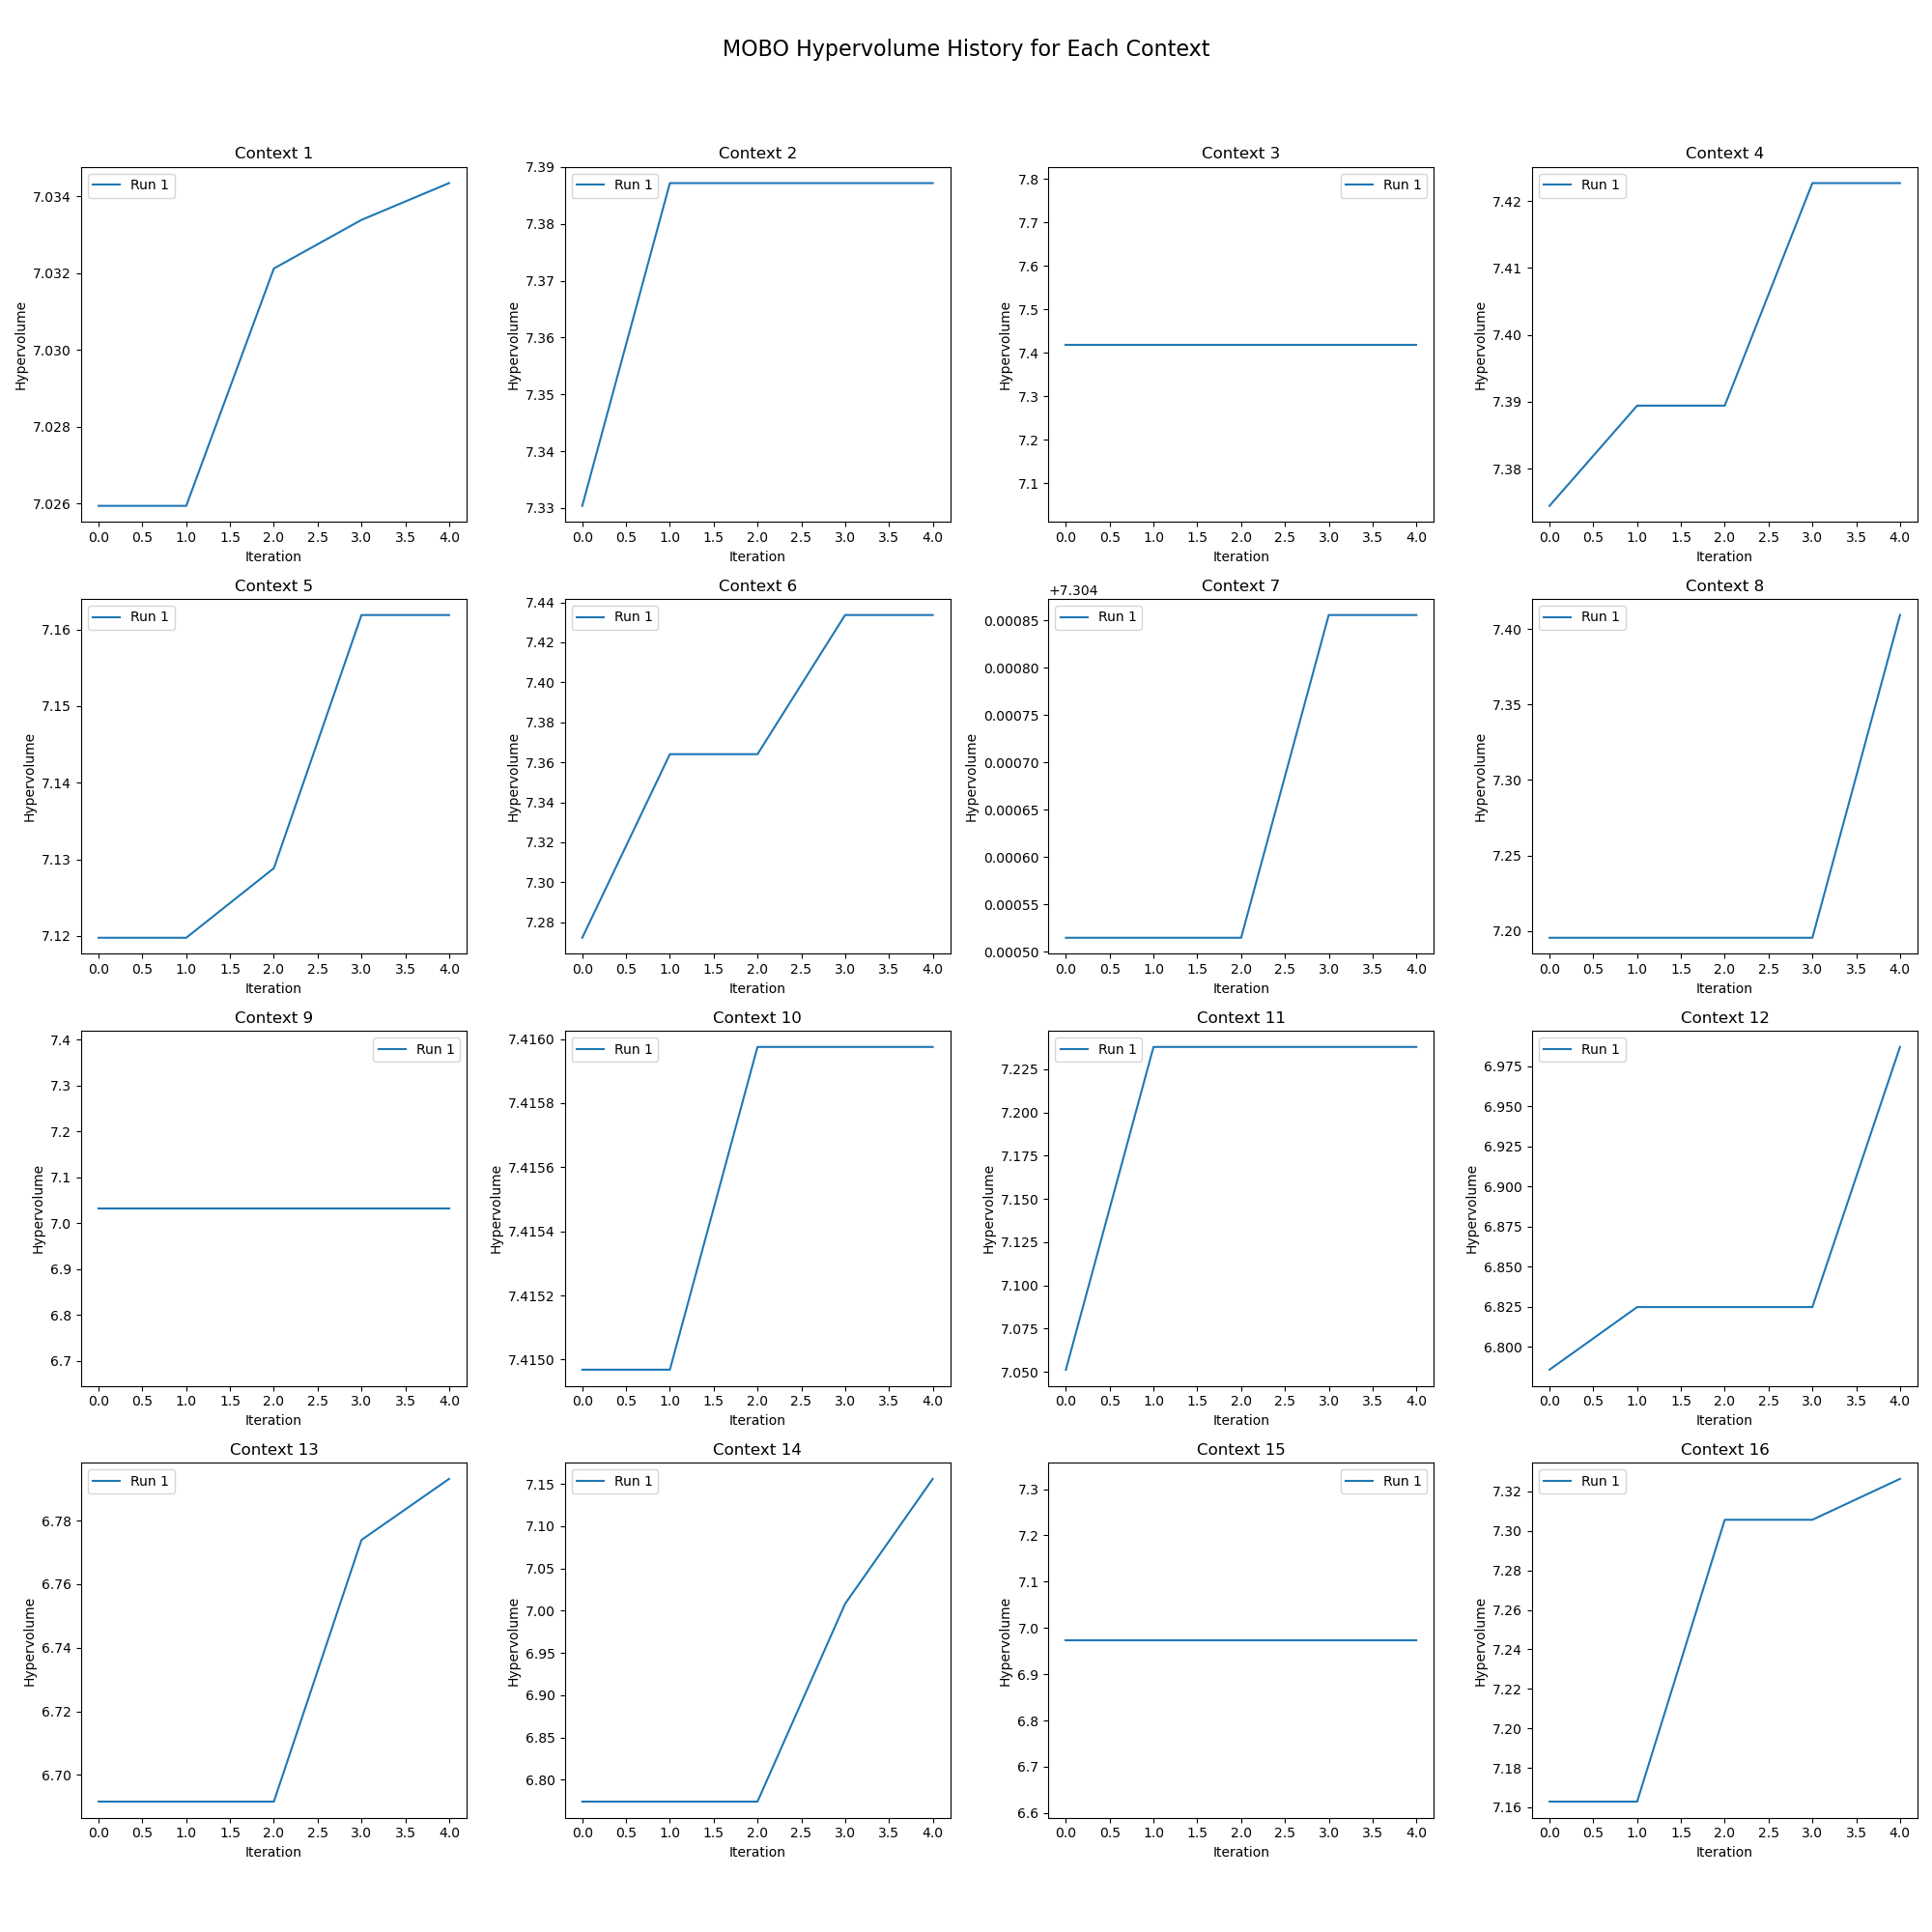 MOBO Hypervolume History for Each Context
Context 1
Run 1
7.034
7.032
7.030
7.028
7.026
Hypervolume
0.0 0.5 1.0 1.5 2.0 2.5 3.0 3.5 4.0
Iteration
Context 2
Run 1
7.39
7.38
7.37
7.36
7.35
7.34
7.33
Hypervolume
0.0 0.5 1.0 1.5 2.0 2.5 3.0 3.5 4.0
Iteration
Context 3
Run 1
7.8
7.7
7.6
7.5
7.4
7.3
7.2
7.1
Hypervolume
0.0 0.5 1.0 1.5 2.0 2.5 3.0 3.5 4.0
Iteration
Context 4
Run 1
7.42
7.41
7.40
7.39
7.38
Hypervolume
0.0 0.5 1.0 1.5 2.0 2.5 3.0 3.5 4.0
Iteration
Context 5
Run 1
7.16
7.15
7.14
7.13
7.12
Hypervolume
0.0 0.5 1.0 1.5 2.0 2.5 3.0 3.5 4.0
Iteration
Context 6
Run 1
7.44
7.42
7.40
7.38
7.36
7.34
7.32
7.30
7.28
Hypervolume
0.0 0.5 1.0 1.5 2.0 2.5 3.0 3.5 4.0
Iteration
+7.304
Context 7
Run 1
0.00085
0.00080
0.00075
0.00070
0.00065
0.00060
0.00055
0.00050
Hypervolume
0.0 0.5 1.0 1.5 2.0 2.5 3.0 3.5 4.0
Iteration
Context 8
Run 1
7.40
7.35
7.30
7.25
7.20
Hypervolume
0.0 0.5 1.0 1.5 2.0 2.5 3.0 3.5 4.0
Iteration
Context 9
Run 1
7.4
7.3
7.2
7.1
7.0
6.9
6.8
6.7
Hypervolume
0.0 0.5 1.0 1.5 2.0 2.5 3.0 3.5 4.0
Iteration
Context 10
Run 1
7.4160
7.4158
7.4156
7.4154
7.4152
7.4150
Hypervolume
0.0 0.5 1.0 1.5 2.0 2.5 3.0 3.5 4.0
Iteration
Context 11
Run 1
7.225
7.200
7.175
7.150
7.125
7.100
7.075
7.050
Hypervolume
0.0 0.5 1.0 1.5 2.0 2.5 3.0 3.5 4.0
Iteration
Context 12
Run 1
6.975
6.950
6.925
6.900
6.875
6.850
6.825
6.800
Hypervolume
0.0 0.5 1.0 1.5 2.0 2.5 3.0 3.5 4.0
Iteration
Context 13
Run 1
6.78
6.76
6.74
6.72
6.70
Hypervolume
0.0 0.5 1.0 1.5 2.0 2.5 3.0 3.5 4.0
Iteration
Context 14
Run 1
7.15
7.10
7.05
7.00
6.95
6.90
6.85
6.80
Hypervolume
0.0 0.5 1.0 1.5 2.0 2.5 3.0 3.5 4.0
Iteration
Context 15
Run 1
7.3
7.2
7.1
7.0
6.9
6.8
6.7
6.6
Hypervolume
0.0 0.5 1.0 1.5 2.0 2.5 3.0 3.5 4.0
Iteration
Context 16
Run 1
7.32
7.30
7.28
7.26
7.24
7.22
7.20
7.18
7.16
Hypervolume
0.0 0.5 1.0 1.5 2.0 2.5 3.0 3.5 4.0
Iteration